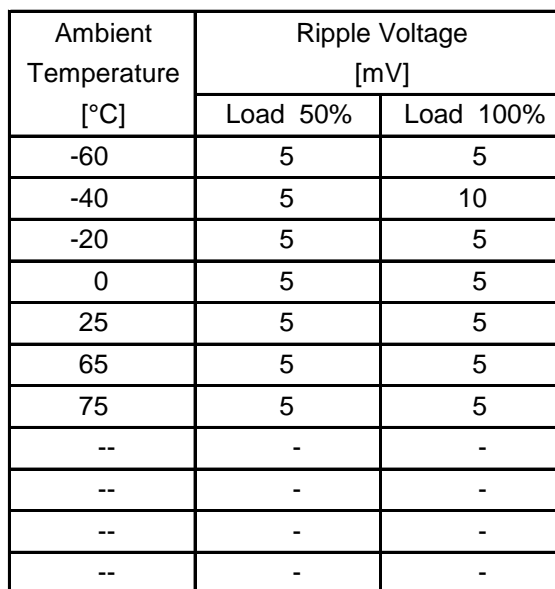 Ambient Temperature [°C] Ripple Voltage [mV]
Load 50% Load 100%
-60 5 5
-40 5 10
-20 5 5
0 5 5
25 5 5
65 5 5
75 5 5
-- - -
-- - -
-- - -
-- - -